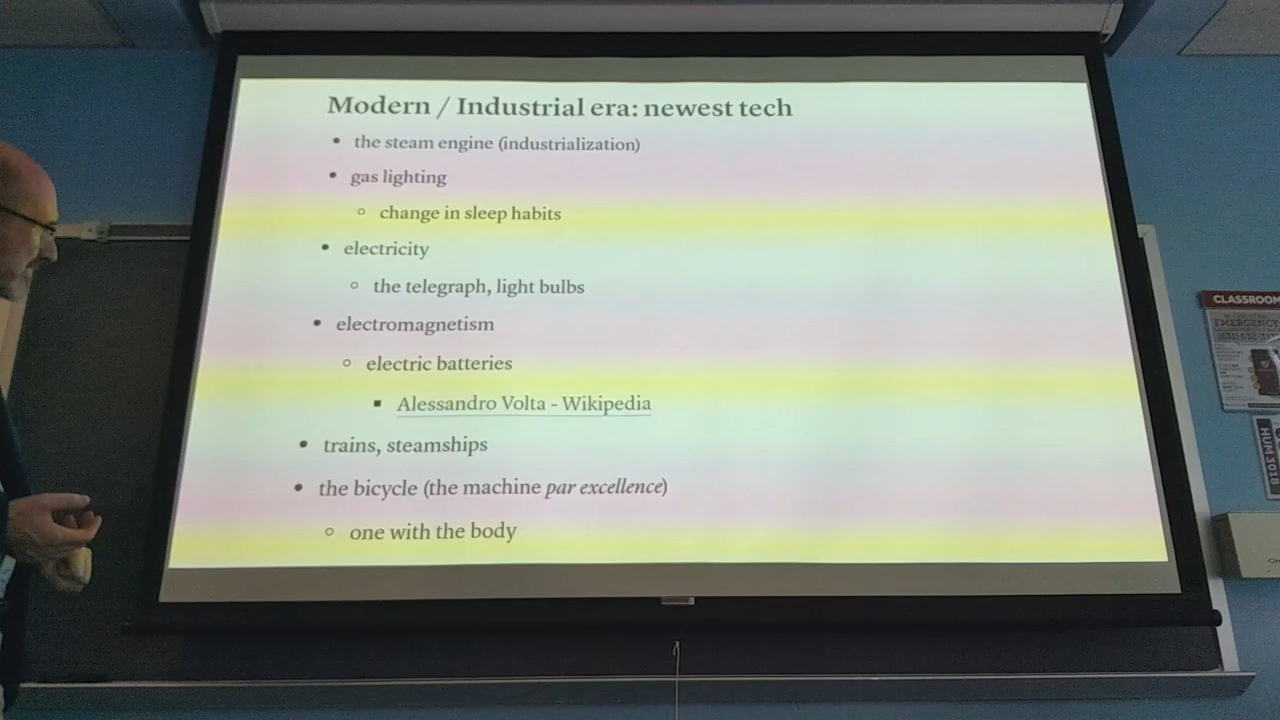 Modern / Industrial era: newest tech
• the steam engine (industrialization)
• gas lighting
◦ change in sleep habits
• electricity
◦ the telegraph, light bulbs
• electromagnetism
◦ electric batteries
▪ Alessandro Volta - Wikipedia
• trains, steamships
• the bicycle (the machine par excellence)
◦ one with the body
CLASSROOM
EMERGENCY
HUM 3018